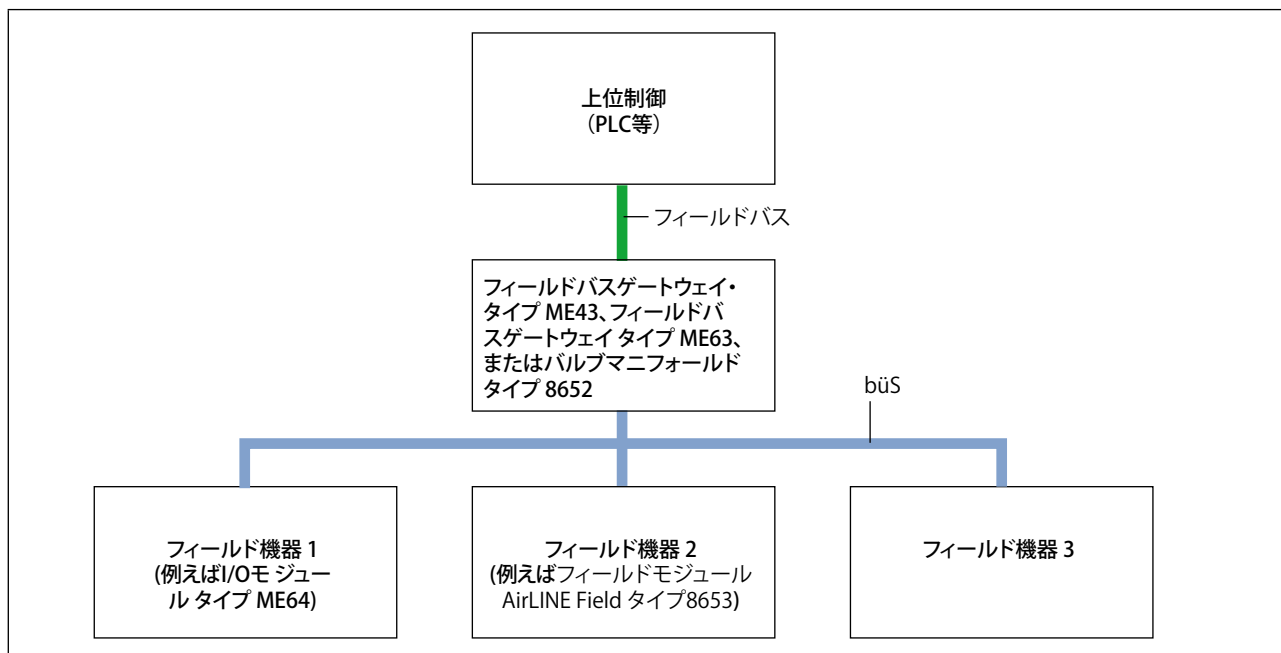 上位制御
（PLC等）
フィールドバス
フィールドバスゲートウェイ・
タイプ ME43、フィールドバ
スゲートウェイ タイプ ME63、
またはバルブマニフォールド
タイプ 8652
büS
フィールド機器 1
(例えばI/Oモ ジュー
ル タイプ ME64)
フィールド機器 2
(例えばフィールドモジュール
AirLINE Field タイプ8653)
フィールド機器 3